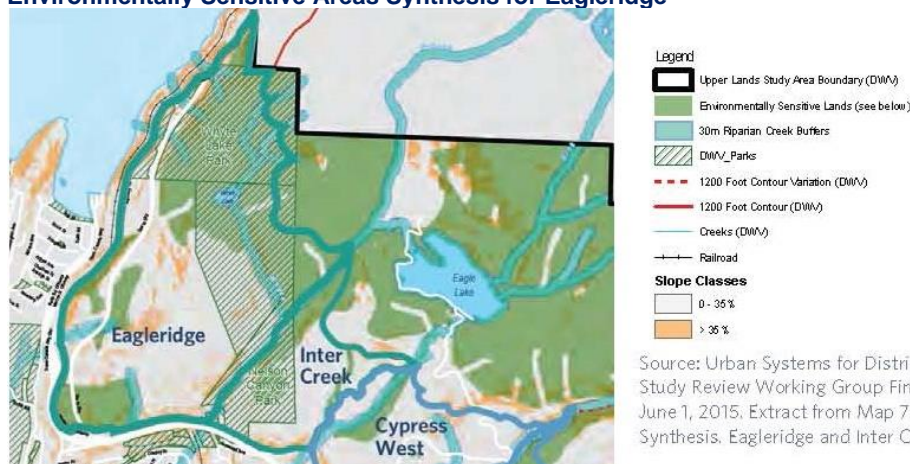 Environmentally Sensitive Areas Synthesis for Eagleridge
Whyte
Lake
Park
Eagleridge
Nelson
Canyon
Park
Inter
Creek
Eagle
Lake
Cypress
West
Legend
Upper Lands Study Area Boundary (DWV)
Environmentally Sensitive Lands (see below)
30m Riparian Creek Buffers
DWV_Parks
1200 Foot Contour Variation (DWV)
1200 Foot Contour (DWV)
Creeks (DWV)
Railroad
Slope Classes
0 - 35 %
> 35 %
Source: Urban Systems for Distri
Study Review Working Group Fin
June 1, 2015. Extract from Map 7
Synthesis. Eagleridge and Inter C